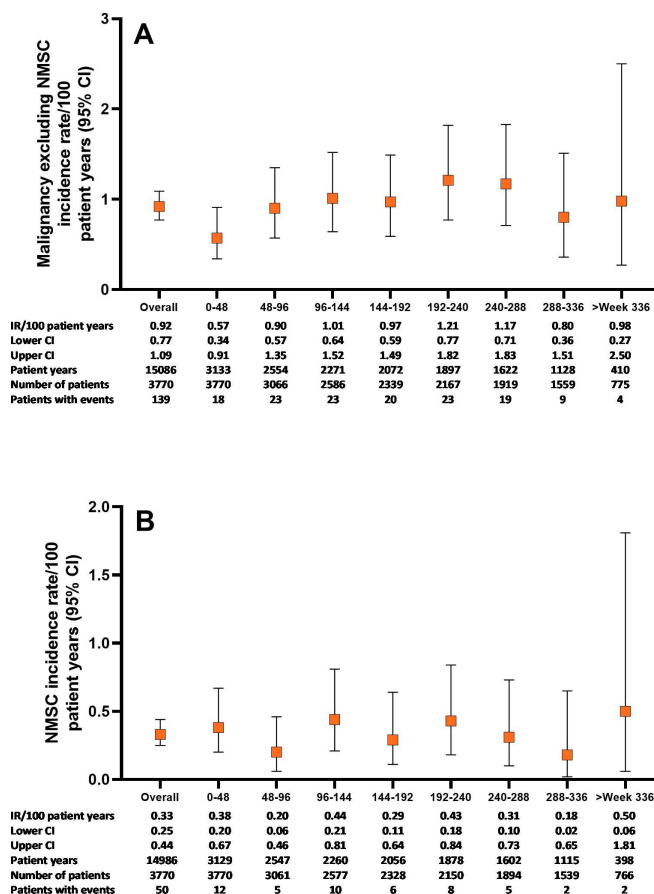 A
Malignancy excluding NMSC
incidence rate/100
patient years (95% CI)
3
2
1
0
Overall 0-48 48-96 96-144 144-192 192-240 240-288 288-336 >Week 336
IR/100 patient years 0.92 0.57 0.90 1.01 0.97 1.21 1.17 0.80 0.98
Lower CI 0.77 0.34 0.57 0.64 0.59 0.77 0.71 0.36 0.27
Upper CI 1.09 0.91 1.35 1.52 1.49 1.82 1.83 1.51 2.50
Patient years 15086 3133 2554 2271 2072 1897 1622 1128 410
Number of patients 3770 3770 3066 2586 2339 2167 1919 1559 775
Patients with events 139 18 23 23 20 23 19 9 4
B
NMSC incidence rate/100
patient years (95% CI)
2.0
1.5
1.0
0.5
0.0
Overall 0-48 48-96 96-144 144-192 192-240 240-288 288-336 >Week 336
IR/100 patient years 0.33 0.38 0.20 0.44 0.29 0.43 0.31 0.18 0.50
Lower CI 0.25 0.20 0.06 0.21 0.11 0.18 0.10 0.02 0.06
Upper CI 0.44 0.67 0.46 0.81 0.64 0.84 0.73 0.65 1.81
Patient years 14986 3129 2547 2260 2056 1878 1602 1115 398
Number of patients 3770 3770 3061 2577 2328 2150 1894 1539 766
Patients with events 50 12 5 10 6 8 5 2 2